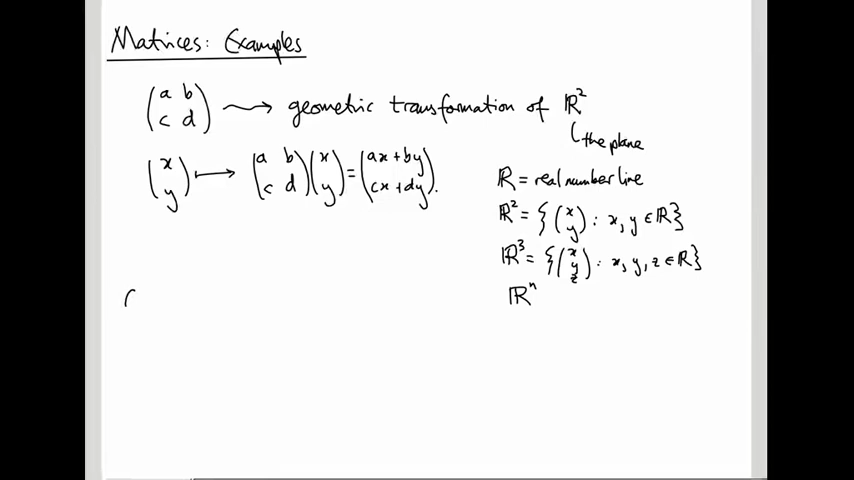 Matrices: Examples
(a b
c d) ⟿ geometric transformation of ℝ²
(the plane
(x
y) ⟼ (a b
c d)(x
y) = (ax + by
cx + dy).
ℝ = real number line
ℝ² = {(x
y) : x, y ∈ ℝ}
ℝ³ = {(x
y
z) : x, y, z ∈ ℝ}
ℝⁿ
(